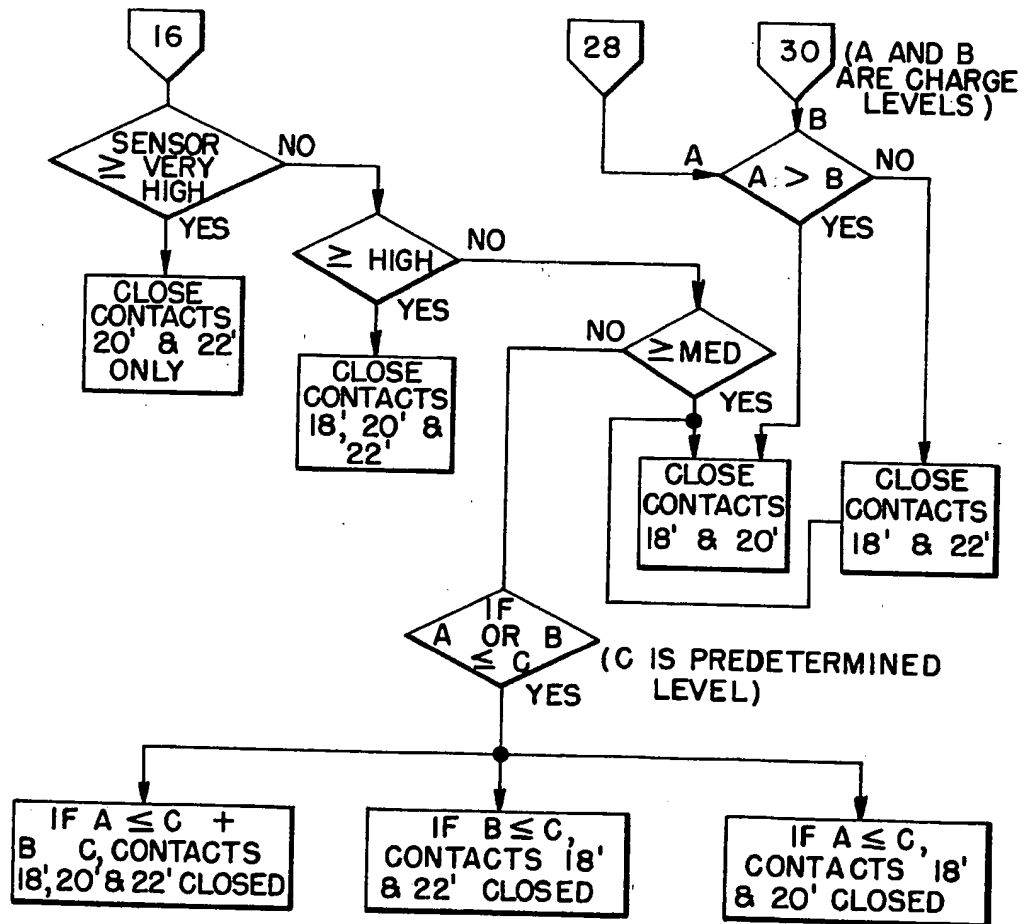 16
28
30
(A AND B
ARE CHARGE
LEVELS)
SENSOR
≥ VERY
HIGH
NO
YES
B
A
A > B
NO
YES
≥ HIGH
NO
YES
CLOSE
CONTACTS
20' & 22'
ONLY
NO
≥ MED
YES
CLOSE
CONTACTS
18', 20' &
22'
CLOSE
CONTACTS
18' & 20'
CLOSE
CONTACTS
18' & 22'
IF
A OR B
≤ C
YES
(C IS PREDETERMINED
LEVEL)
IF A ≤ C +
B C, CONTACTS
18', 20' & 22' CLOSED
IF B ≤ C,
CONTACTS 18'
& 22' CLOSED
IF A ≤ C,
CONTACTS 18'
& 20' CLOSED